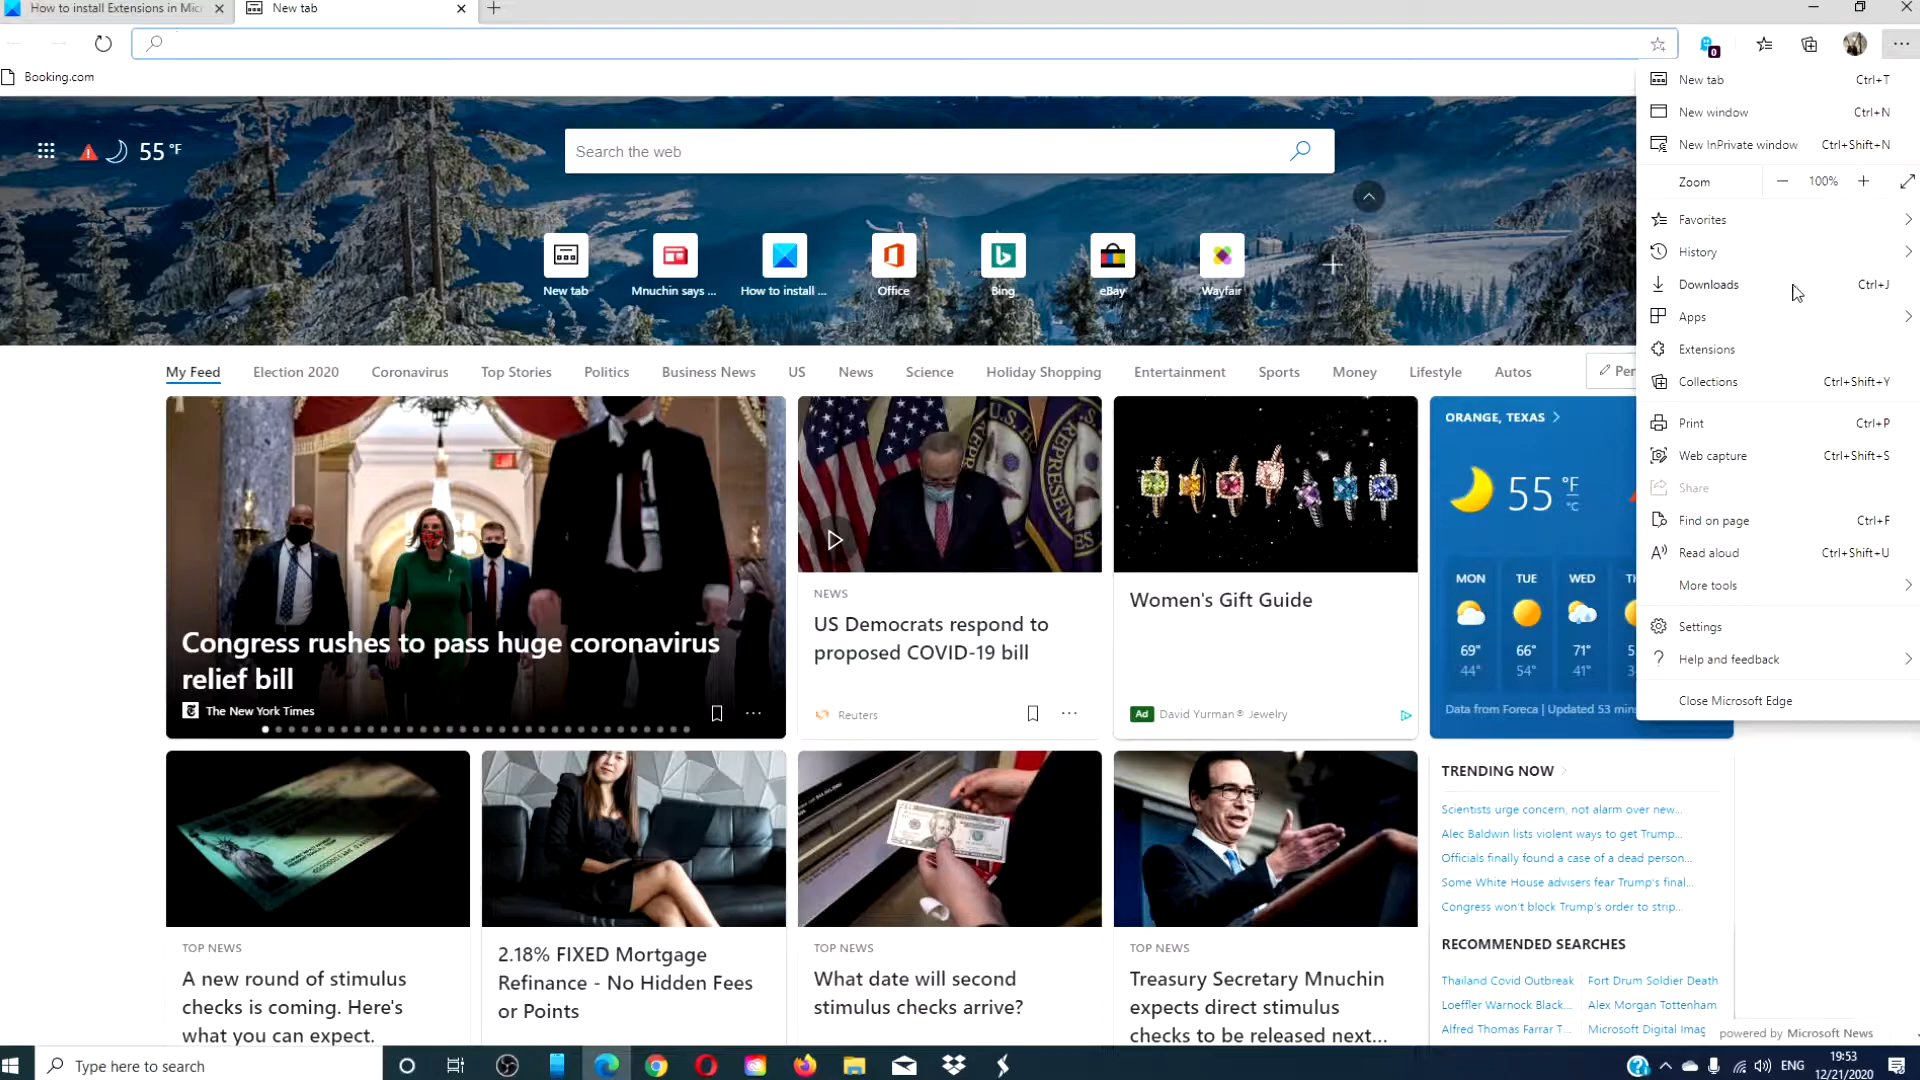 How to install Extensions in Micr
New tab
0
Booking.com
55 °F
Search the web
New tab
Mnuchin says ...
How to install ...
Office
Bing
eBay
Wayfair
My Feed
Election 2020
Coronavirus
Top Stories
Politics
Business News
US
News
Science
Holiday Shopping
Entertainment
Sports
Money
Lifestyle
Autos
Per
Congress rushes to pass huge coronavirus
relief bill
The New York Times
NEWS
US Democrats respond to
proposed COVID-19 bill
Reuters
Women's Gift Guide
Ad David Yurman® Jewelry
ORANGE, TEXAS
55 °F
°C
MON TUE WED TH
69° 66° 71° 5
44° 54° 41° 3
Data from Foreca | Updated 53 mins
TOP NEWS
A new round of stimulus
checks is coming. Here's
what you can expect.
2.18% FIXED Mortgage
Refinance - No Hidden Fees
or Points
TOP NEWS
What date will second
stimulus checks arrive?
TOP NEWS
Treasury Secretary Mnuchin
expects direct stimulus
checks to be released next...
TRENDING NOW
Scientists urge concern, not alarm over new...
Alec Baldwin lists violent ways to get Trump...
Officials finally found a case of a dead person...
Some White House advisers fear Trump's final...
Congress won't block Trump's order to strip...
RECOMMENDED SEARCHES
Thailand Covid Outbreak Fort Drum Soldier Death
Loeffler Warnock Black... Alex Morgan Tottenham
Alfred Thomas Farrar T... Microsoft Digital Imag
powered by Microsoft News
New tab Ctrl+T
New window Ctrl+N
New InPrivate window Ctrl+Shift+N
Zoom 100%
Favorites
History
Downloads Ctrl+J
Apps
Extensions
Collections Ctrl+Shift+Y
Print Ctrl+P
Web capture Ctrl+Shift+S
Share
Find on page Ctrl+F
Read aloud Ctrl+Shift+U
More tools
Settings
Help and feedback
Close Microsoft Edge
Type here to search
ENG
19:53
12/21/2020